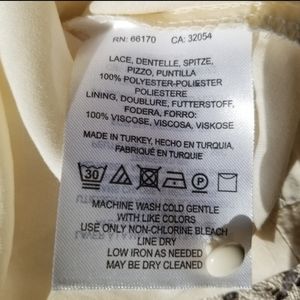 RN: 66170 CA: 32054
LACE, DENTELLE, SPITZE,
PIZZO, PUNTILLA
100% POLYESTER-POLIESTER
POLIESTERE
LINING, DOUBLURE, FUTTERSTOFF,
FODERA, FORRO:
100% VISCOSE, VISCOSA, VISKOSE
MADE IN TURKEY, HECHO EN TURQUIA,
FABRIQUÉ EN TURQUIE
30 P
MACHINE WASH COLD GENTLE
WITH LIKE COLORS
USE ONLY NON-CHLORINE BLEACH
LINE DRY
LOW IRON AS NEEDED
MAY BE DRY CLEANED